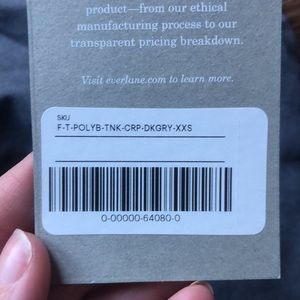 product—from our ethical
manufacturing process to our
transparent pricing breakdown.
Visit everlane.com to learn more.
SKU
F-T-POLYB-TNK-CRP-DKGRY-XXS
0-00000-64080-0